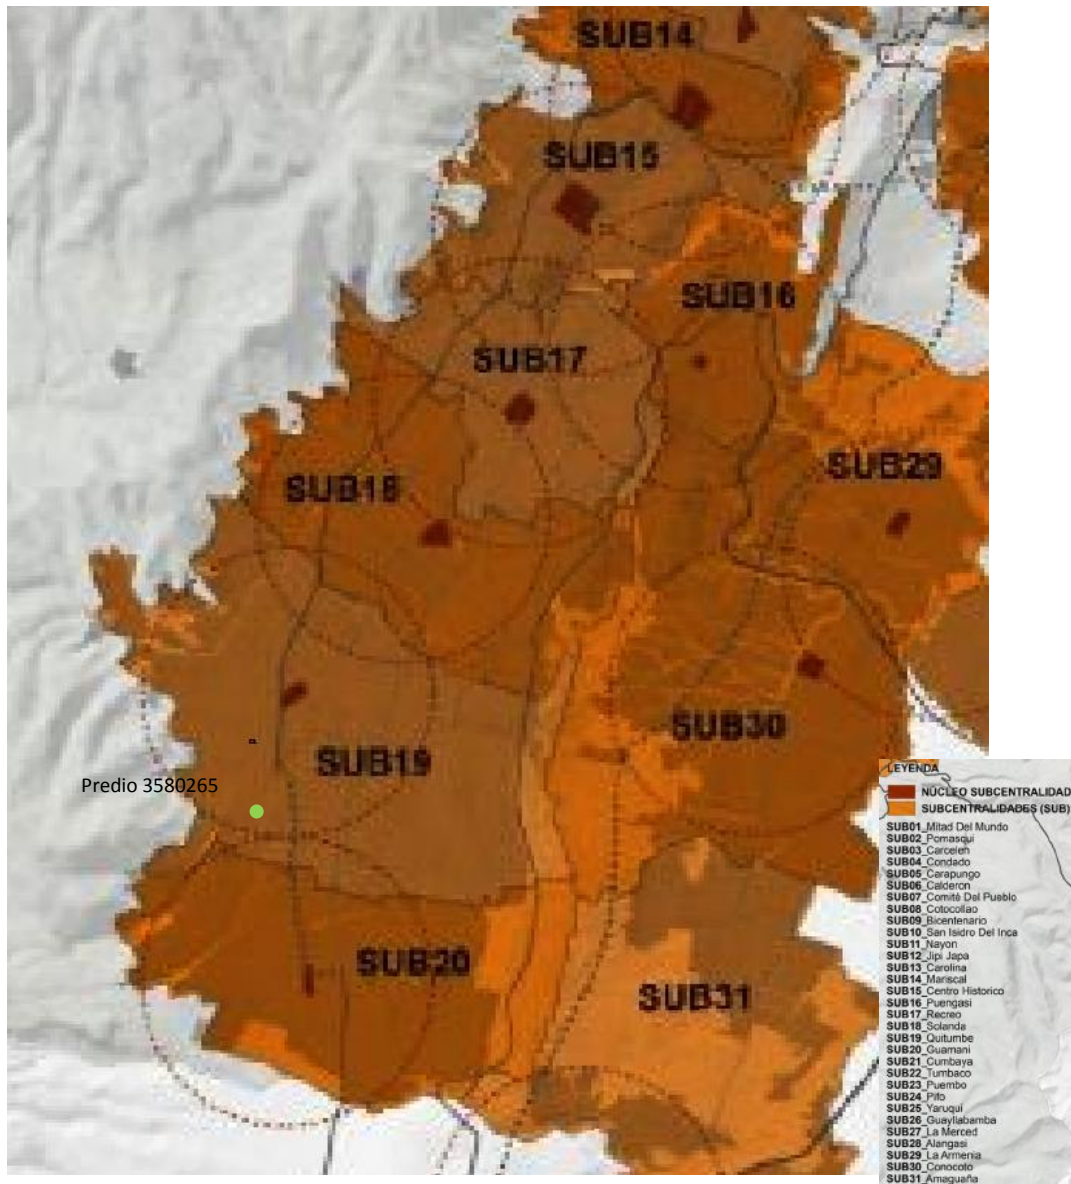 SUB14
SUB15
SUB16
SUB17
SUB29
SUB18
SUB30
SUB19
Predio 3580265
SUB20
SUB31
LEYENDA
NÚCLEO SUBCENTRALIDAD
SUBCENTRALIDADES (SUB)
SUB01_Mitad Del Mundo
SUB02_Pomasqui
SUB03_Carcelen
SUB04_Condado
SUB05_Carapungo
SUB06_Calderon
SUB07_Comité Del Pueblo
SUB08_Cotocollao
SUB09_Bicentenario
SUB10_San Isidro Del Inca
SUB11_Nayon
SUB12_Jipi Japa
SUB13_Carolina
SUB14_Mariscal
SUB15_Centro Historico
SUB16_Puengasi
SUB17_Recreo
SUB18_Solanda
SUB19_Quitumbe
SUB20_Guamani
SUB21_Cumbaya
SUB22_Tumbaco
SUB23_Puembo
SUB24_Pifo
SUB25_Yaruqui
SUB26_Guayllabamba
SUB27_La Merced
SUB28_Alangasi
SUB29_La Armenia
SUB30_Conocoto
SUB31_Amaguaña